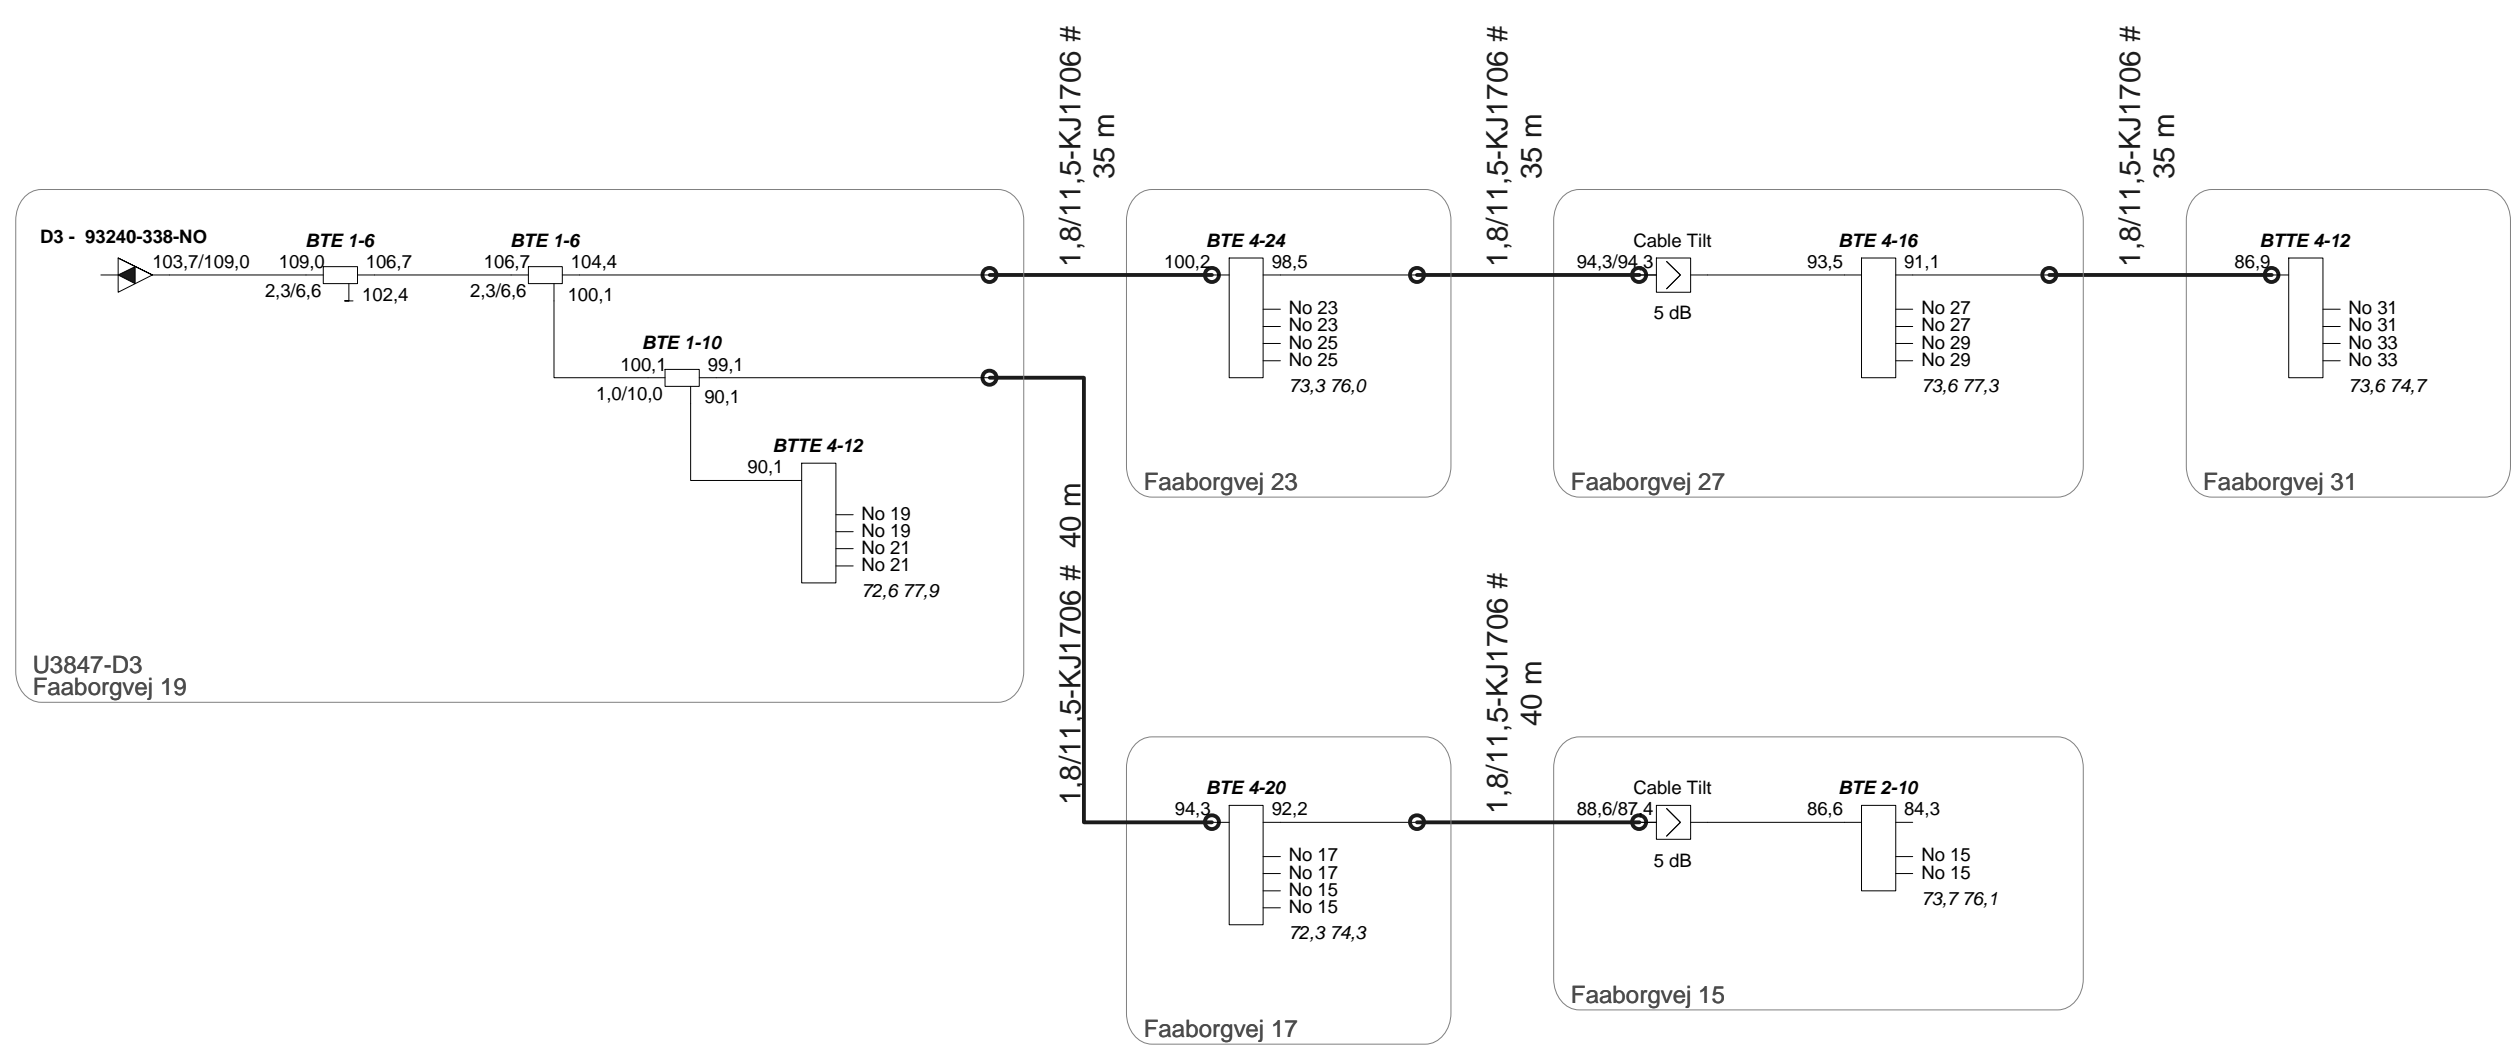 1,8/11,5-KJ1706 #
35 m
1,8/11,5-KJ1706 #
35 m
1,8/11,5-KJ1706 #
35 m
D3 - 93240-338-NO
103,7/109,0
BTE 1-6
109,0
106,7
2,3/6,6
102,4
BTE 1-6
106,7
104,4
2,3/6,6
100,1
BTE 1-10
100,1
99,1
1,0/10,0
90,1
BTTE 4-12
90,1
No 19
No 19
No 21
No 21
72,6 77,9
U3847-D3
Faaborgvej 19
BTE 4-24
100,2
98,5
No 23
No 23
No 25
No 25
73,3 76,0
Faaborgvej 23
Cable Tilt
94,3/94,3
5 dB
BTE 4-16
93,5
91,1
No 27
No 27
No 29
No 29
73,6 77,3
Faaborgvej 27
BTTE 4-12
86,9
No 31
No 31
No 33
No 33
73,6 74,7
Faaborgvej 31
1,8/11,5-KJ1706 # 40 m
1,8/11,5-KJ1706 #
40 m
BTE 4-20
94,3
92,2
No 17
No 17
No 15
No 15
72,3 74,3
Faaborgvej 17
Cable Tilt
88,6/87,4
5 dB
BTE 2-10
86,6
84,3
No 15
No 15
73,7 76,1
Faaborgvej 15